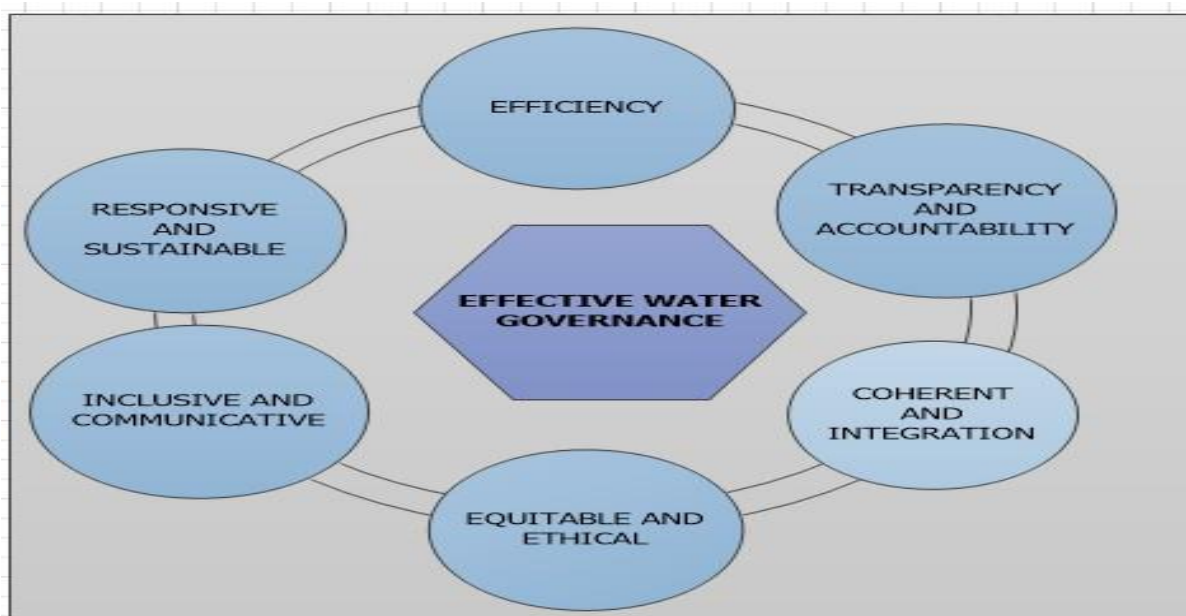 EFFICIENCY
TRANSPARENCY
AND
ACCOUNTABILITY
RESPONSIVE
AND
SUSTAINABLE
EFFECTIVE WATER
GOVERNANCE
COHERENT
AND
INTEGRATION
INCLUSIVE AND
COMMUNICATIVE
EQUITABLE AND
ETHICAL